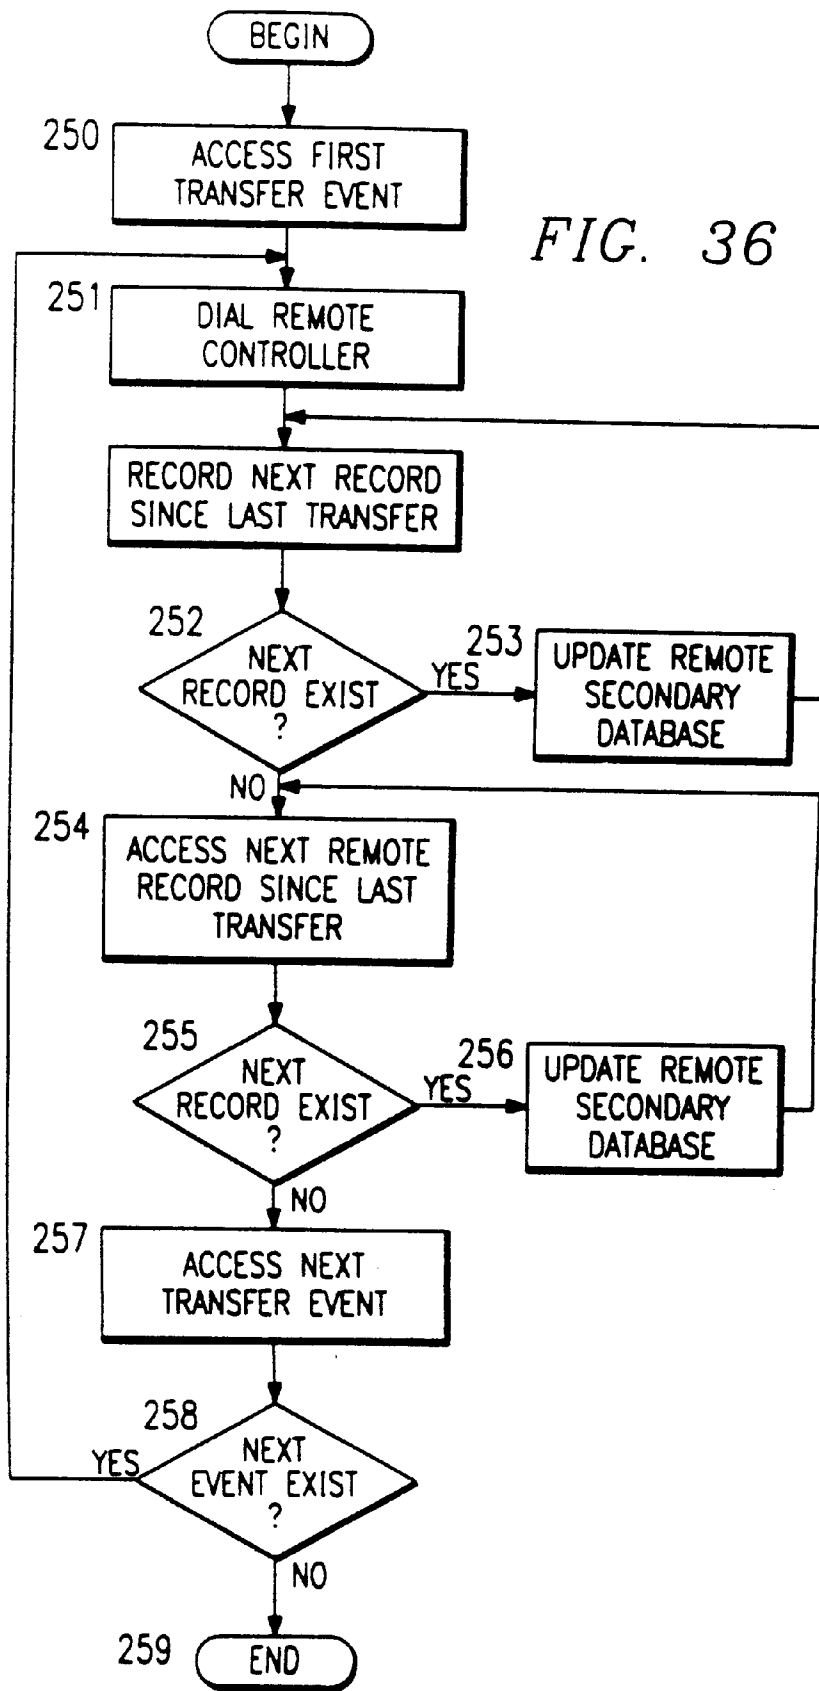 BEGIN
250
ACCESS FIRST
TRANSFER EVENT
FIG. 36
251
DIAL REMOTE
CONTROLLER
RECORD NEXT RECORD
SINCE LAST TRANSFER
252
NEXT
RECORD EXIST
?
YES
253
UPDATE REMOTE
SECONDARY
DATABASE
NO
254
ACCESS NEXT REMOTE
RECORD SINCE LAST
TRANSFER
255
NEXT
RECORD EXIST
?
YES
256
UPDATE REMOTE
SECONDARY
DATABASE
NO
257
ACCESS NEXT
TRANSFER EVENT
258
YES
NEXT
EVENT EXIST
?
NO
259
END